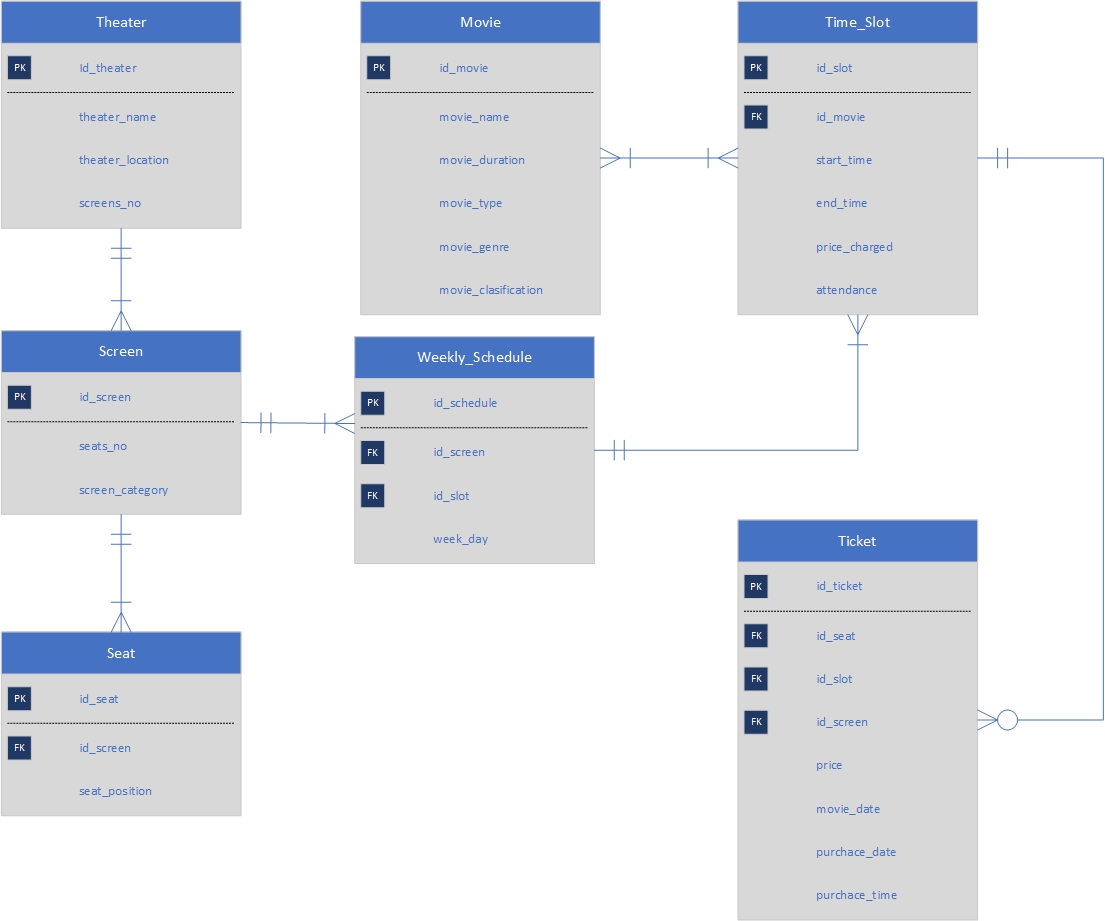 Theater
PK Id_theater
theater_name
theater_location
screens_no
Movie
PK id_movie
movie_name
movie_duration
movie_type
movie_genre
movie_clasification
Time_Slot
PK id_slot
FK id_movie
start_time
end_time
price_charged
attendance
Screen
PK id_screen
seats_no
screen_category
Weekly_Schedule
PK id_schedule
FK id_screen
FK id_slot
week_day
Seat
PK id_seat
FK id_screen
seat_position
Ticket
PK id_ticket
FK id_seat
FK id_slot
FK id_screen
price
movie_date
purchace_date
purchace_time